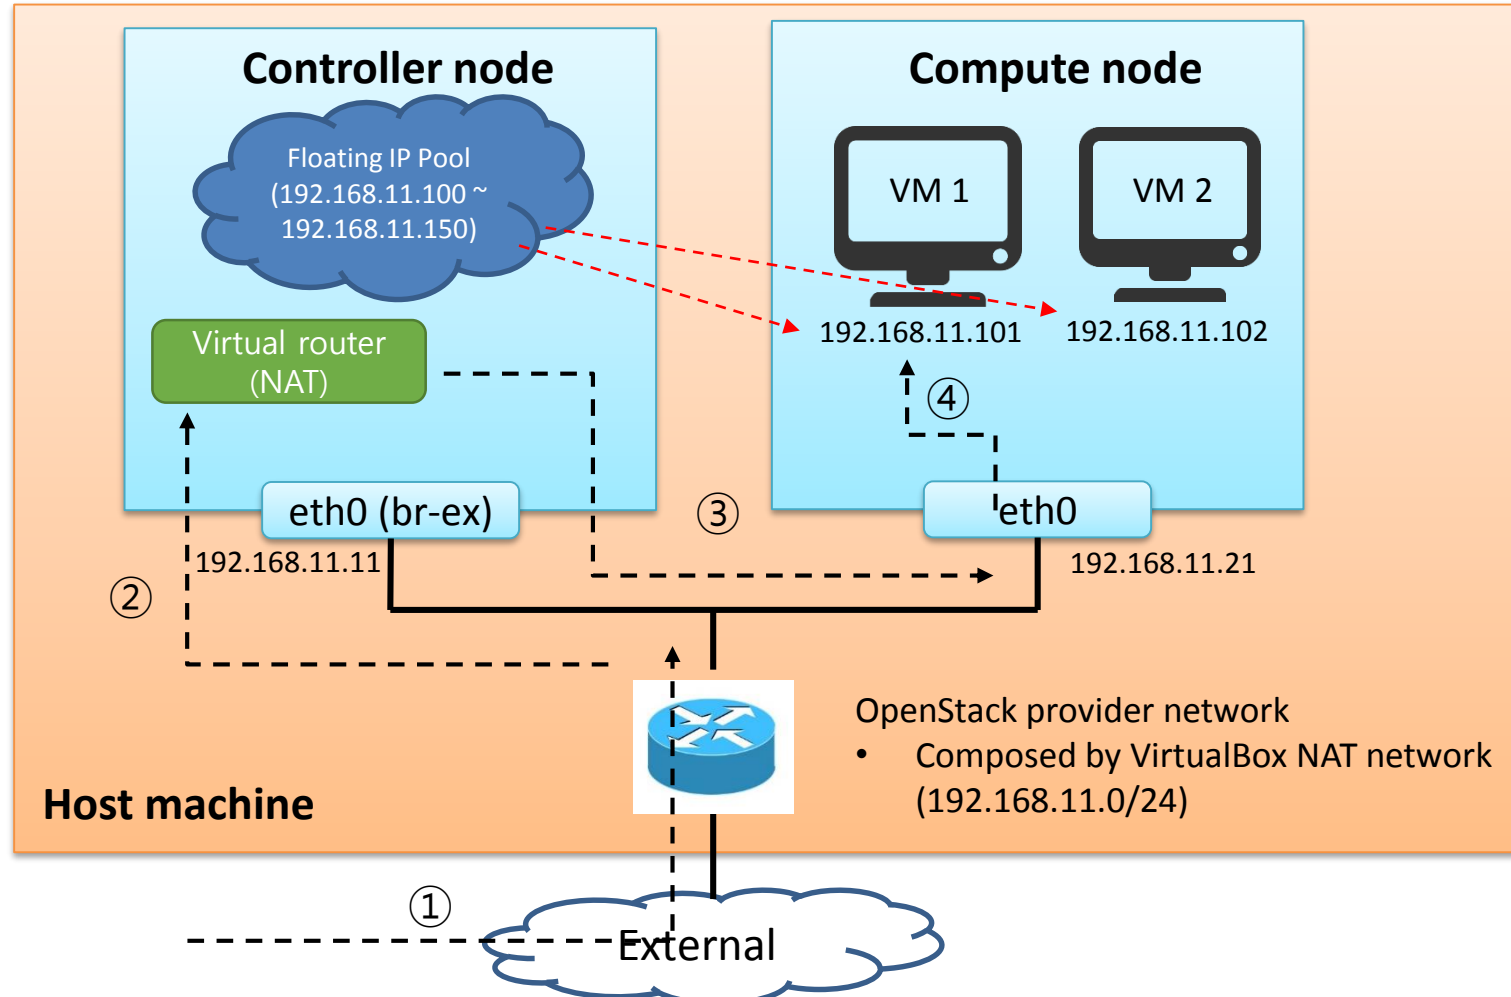 Controller node
Floating IP Pool
(192.168.11.100 ~
192.168.11.150)
Virtual router
(NAT)
eth0 (br-ex)
192.168.11.11
Compute node
VM 1
VM 2
192.168.11.101
192.168.11.102
④
eth0
192.168.11.21
③
②
OpenStack provider network
• Composed by VirtualBox NAT network
(192.168.11.0/24)
Host machine
①
External